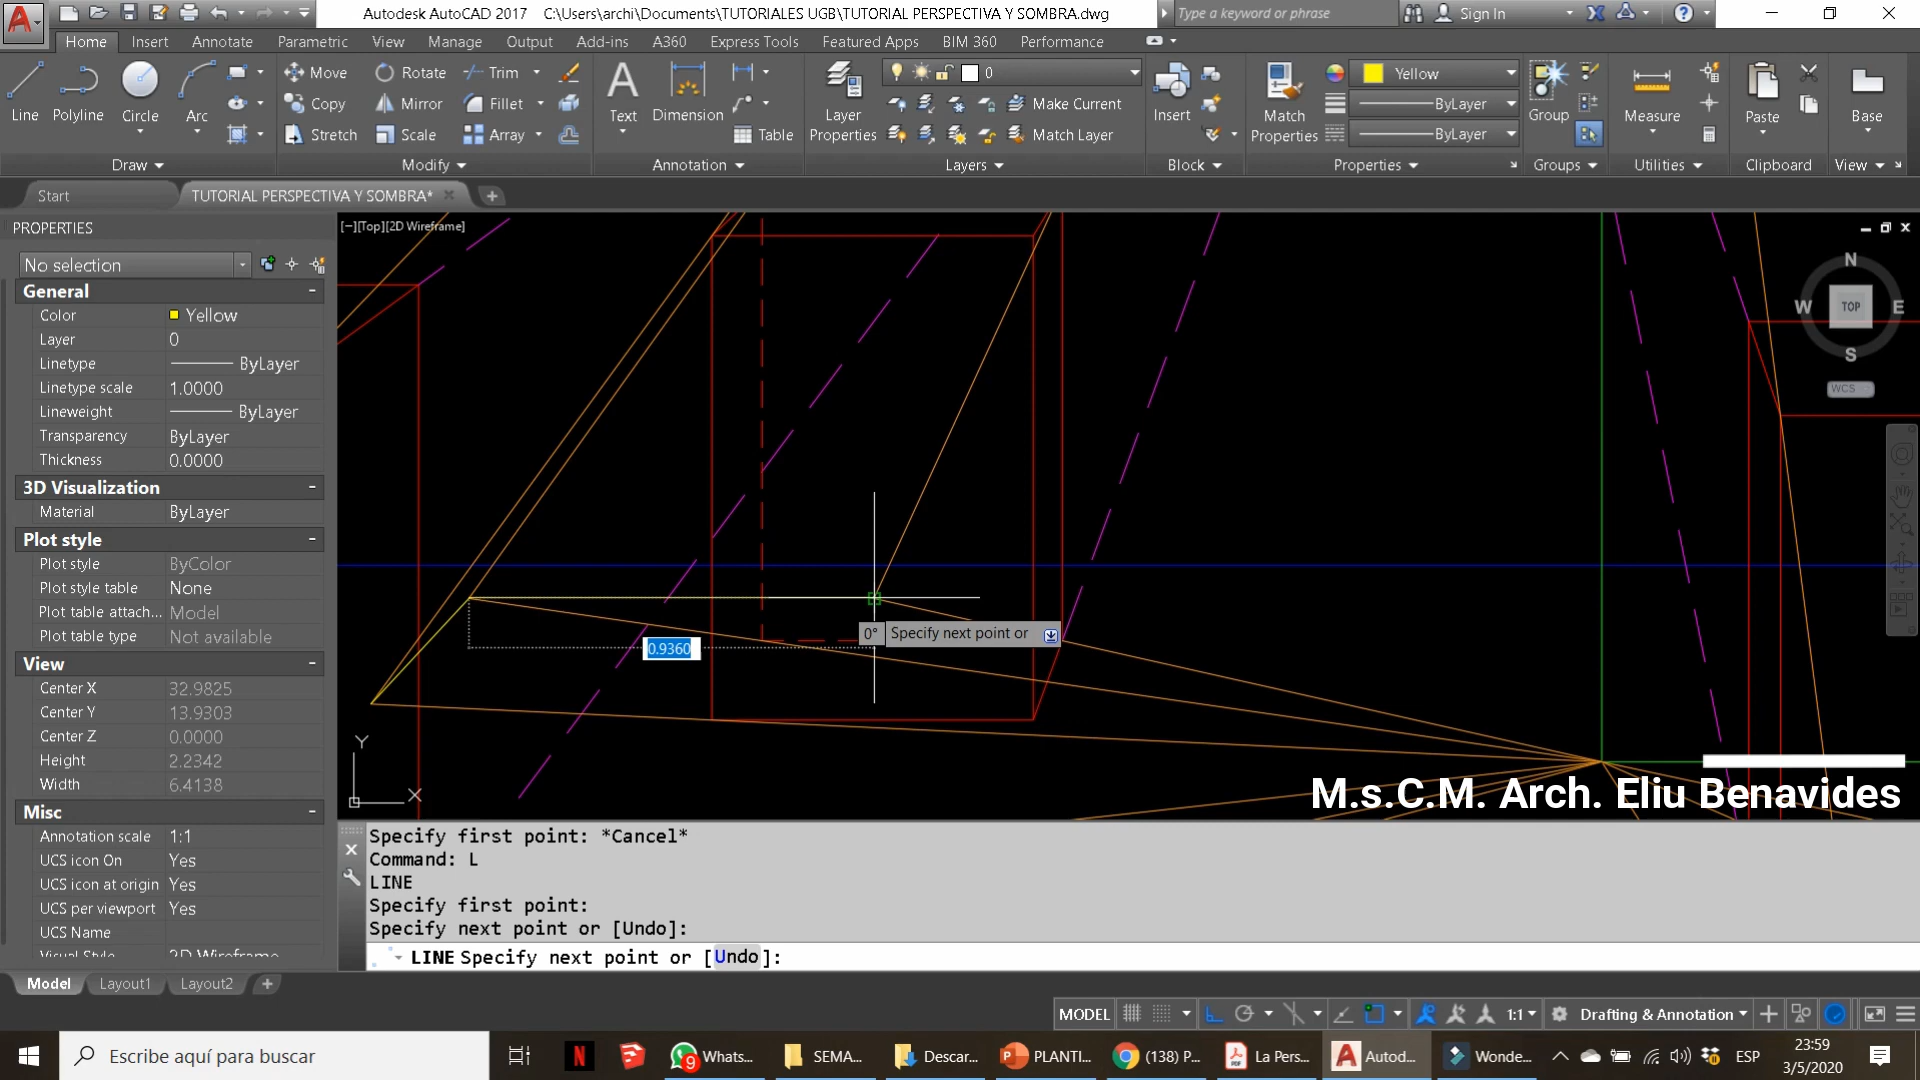 Autodesk AutoCAD 2017 C:\Users\archi\Documents\TUTORIALES UGB\TUTORIAL PERSPECTIVA Y SOMBRA.dwg
Type a keyword or phrase
Sign In
Home Insert Annotate Parametric View Manage Output Add-ins A360 Express Tools Featured Apps BIM 360 Performance
Line Polyline Circle Arc
Move Rotate Trim
Copy Mirror Fillet
Stretch Scale Array
Text Dimension Table
Layer Properties
0
Make Current
Match Layer
Insert
Match Properties
Yellow
ByLayer
ByLayer
Group Measure Paste Base
Draw Modify Annotation Layers Block Properties Groups Utilities Clipboard View
Start TUTORIAL PERSPECTIVA Y SOMBRA*
PROPERTIES
No selection
General
Color Yellow
Layer 0
Linetype ByLayer
Linetype scale 1.0000
Lineweight ByLayer
Transparency ByLayer
Thickness 0.0000
3D Visualization
Material ByLayer
Plot style
Plot style ByColor
Plot style table None
Plot table attach... Model
Plot table type Not available
View
Center X 32.9825
Center Y 13.9303
Center Z 0.0000
Height 2.2342
Width 6.4138
Misc
Annotation scale 1:1
UCS icon On Yes
UCS icon at origin Yes
UCS per viewport Yes
UCS Name
Visual Style 2D Wireframe
[−][Top][2D Wireframe]
N
W TOP E
S
WCS
0° Specify next point or
0.9360
Y
X
M.s.C.M. Arch. Eliu Benavides
Specify first point: *Cancel*
Command: L
LINE
Specify first point:
Specify next point or [Undo]:
LINE Specify next point or [Undo]:
Model Layout1 Layout2
MODEL 1:1 Drafting & Annotation
Escribe aquí para buscar
N
9
Whats... SEMA... Descar... PLANTI... (138) P... La Pers... Autod... Wonde...
ESP
23:59
3/5/2020